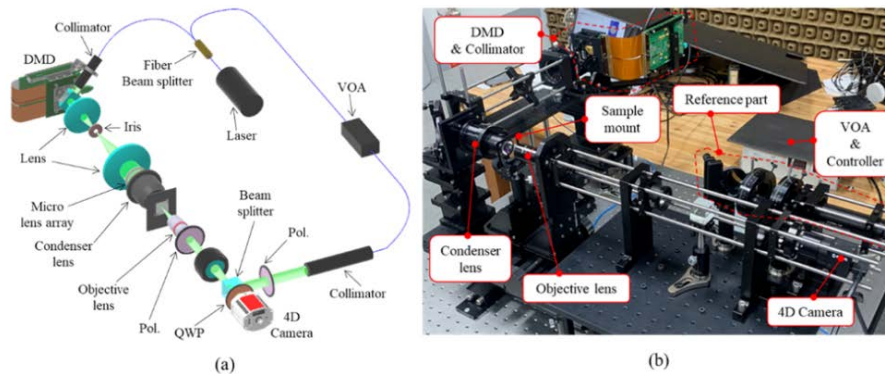 Collimator
DMD
Fiber
Beam splitter
VOA
Laser
Iris
Lens
Micro
lens array
Condenser
lens
Beam
splitter
Pol.
Objective
lens
Collimator
Pol.
QWP
4D
Camera
(a)
DMD
& Collimator
Sample
mount
Reference part
VOA
&
Controller
Condenser
lens
Objective lens
4D Camera
(b)